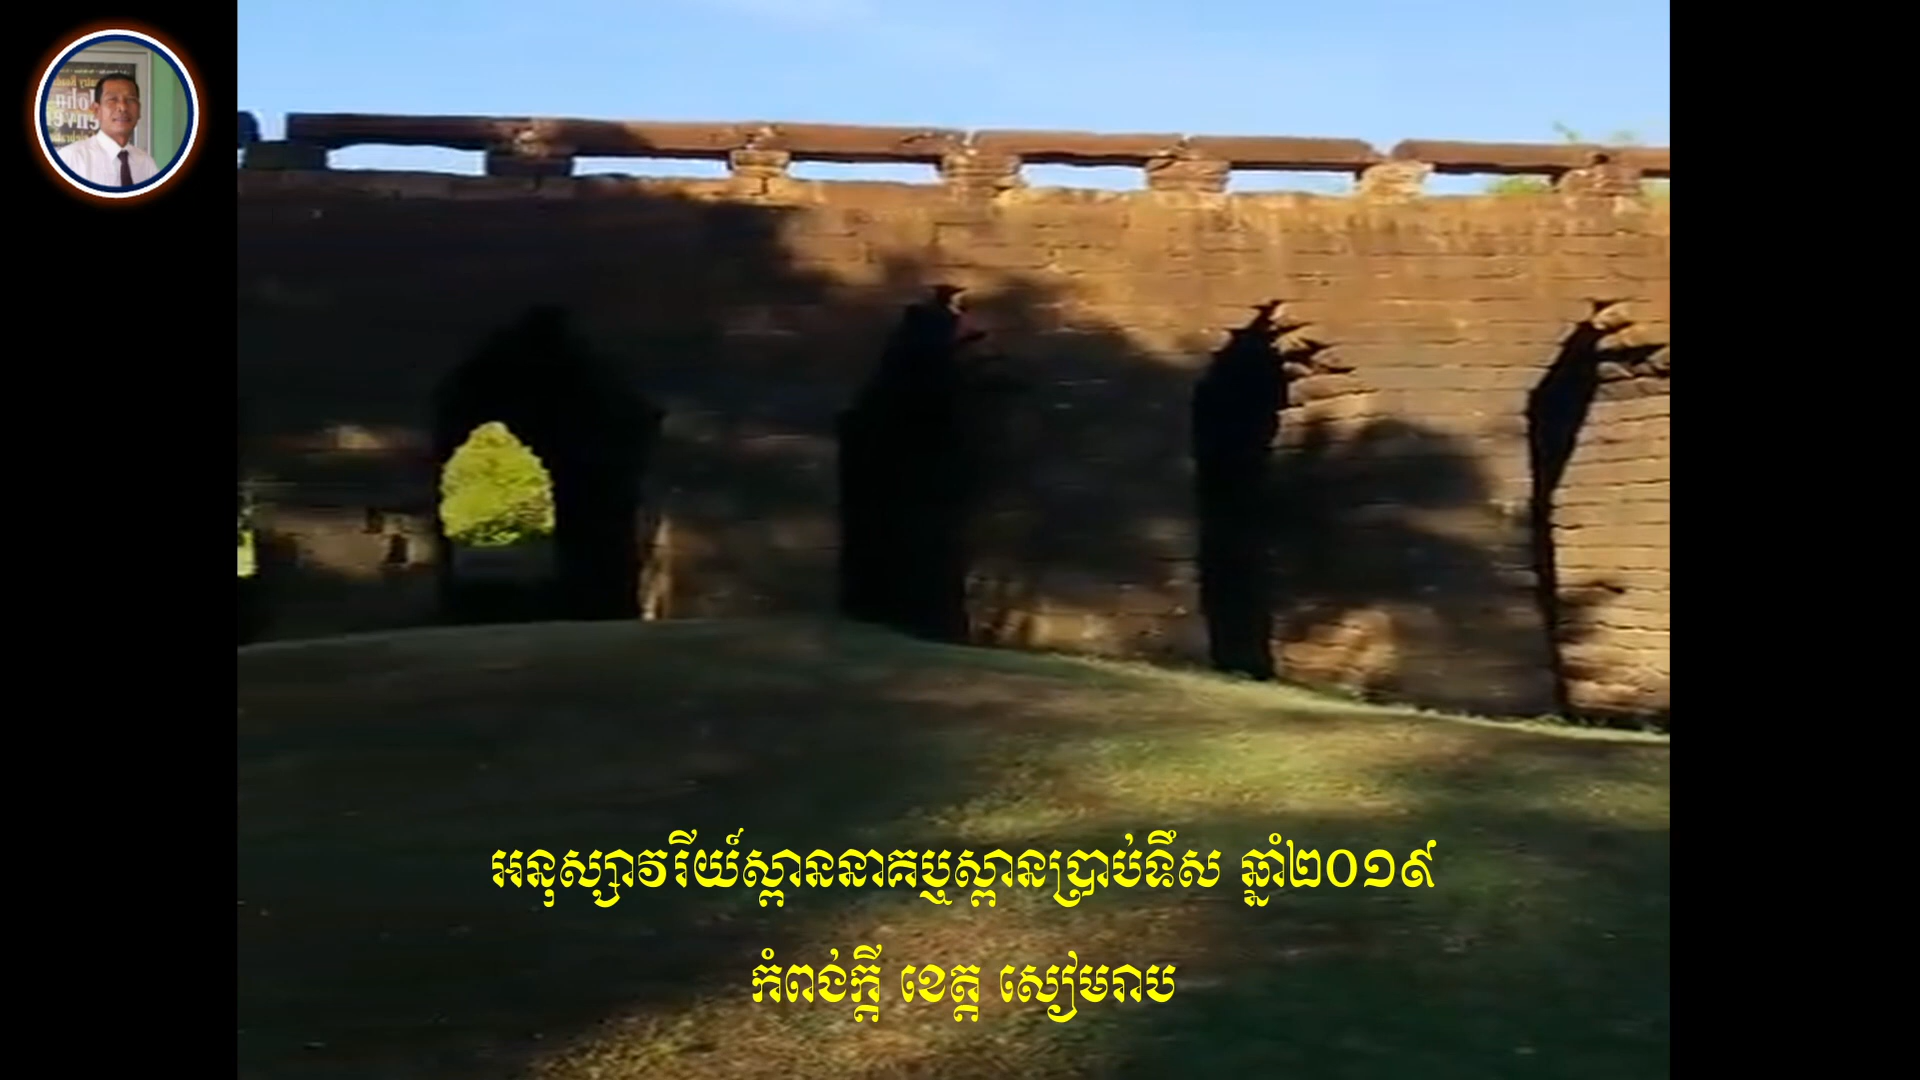 អនុស្សាវរីយ៍ស្ពាននាគឬស្ពានប្រាប់ទឹស ឆ្នាំ២០១៩
កំពង់ក្ដី ខេត្ត សៀមរាប